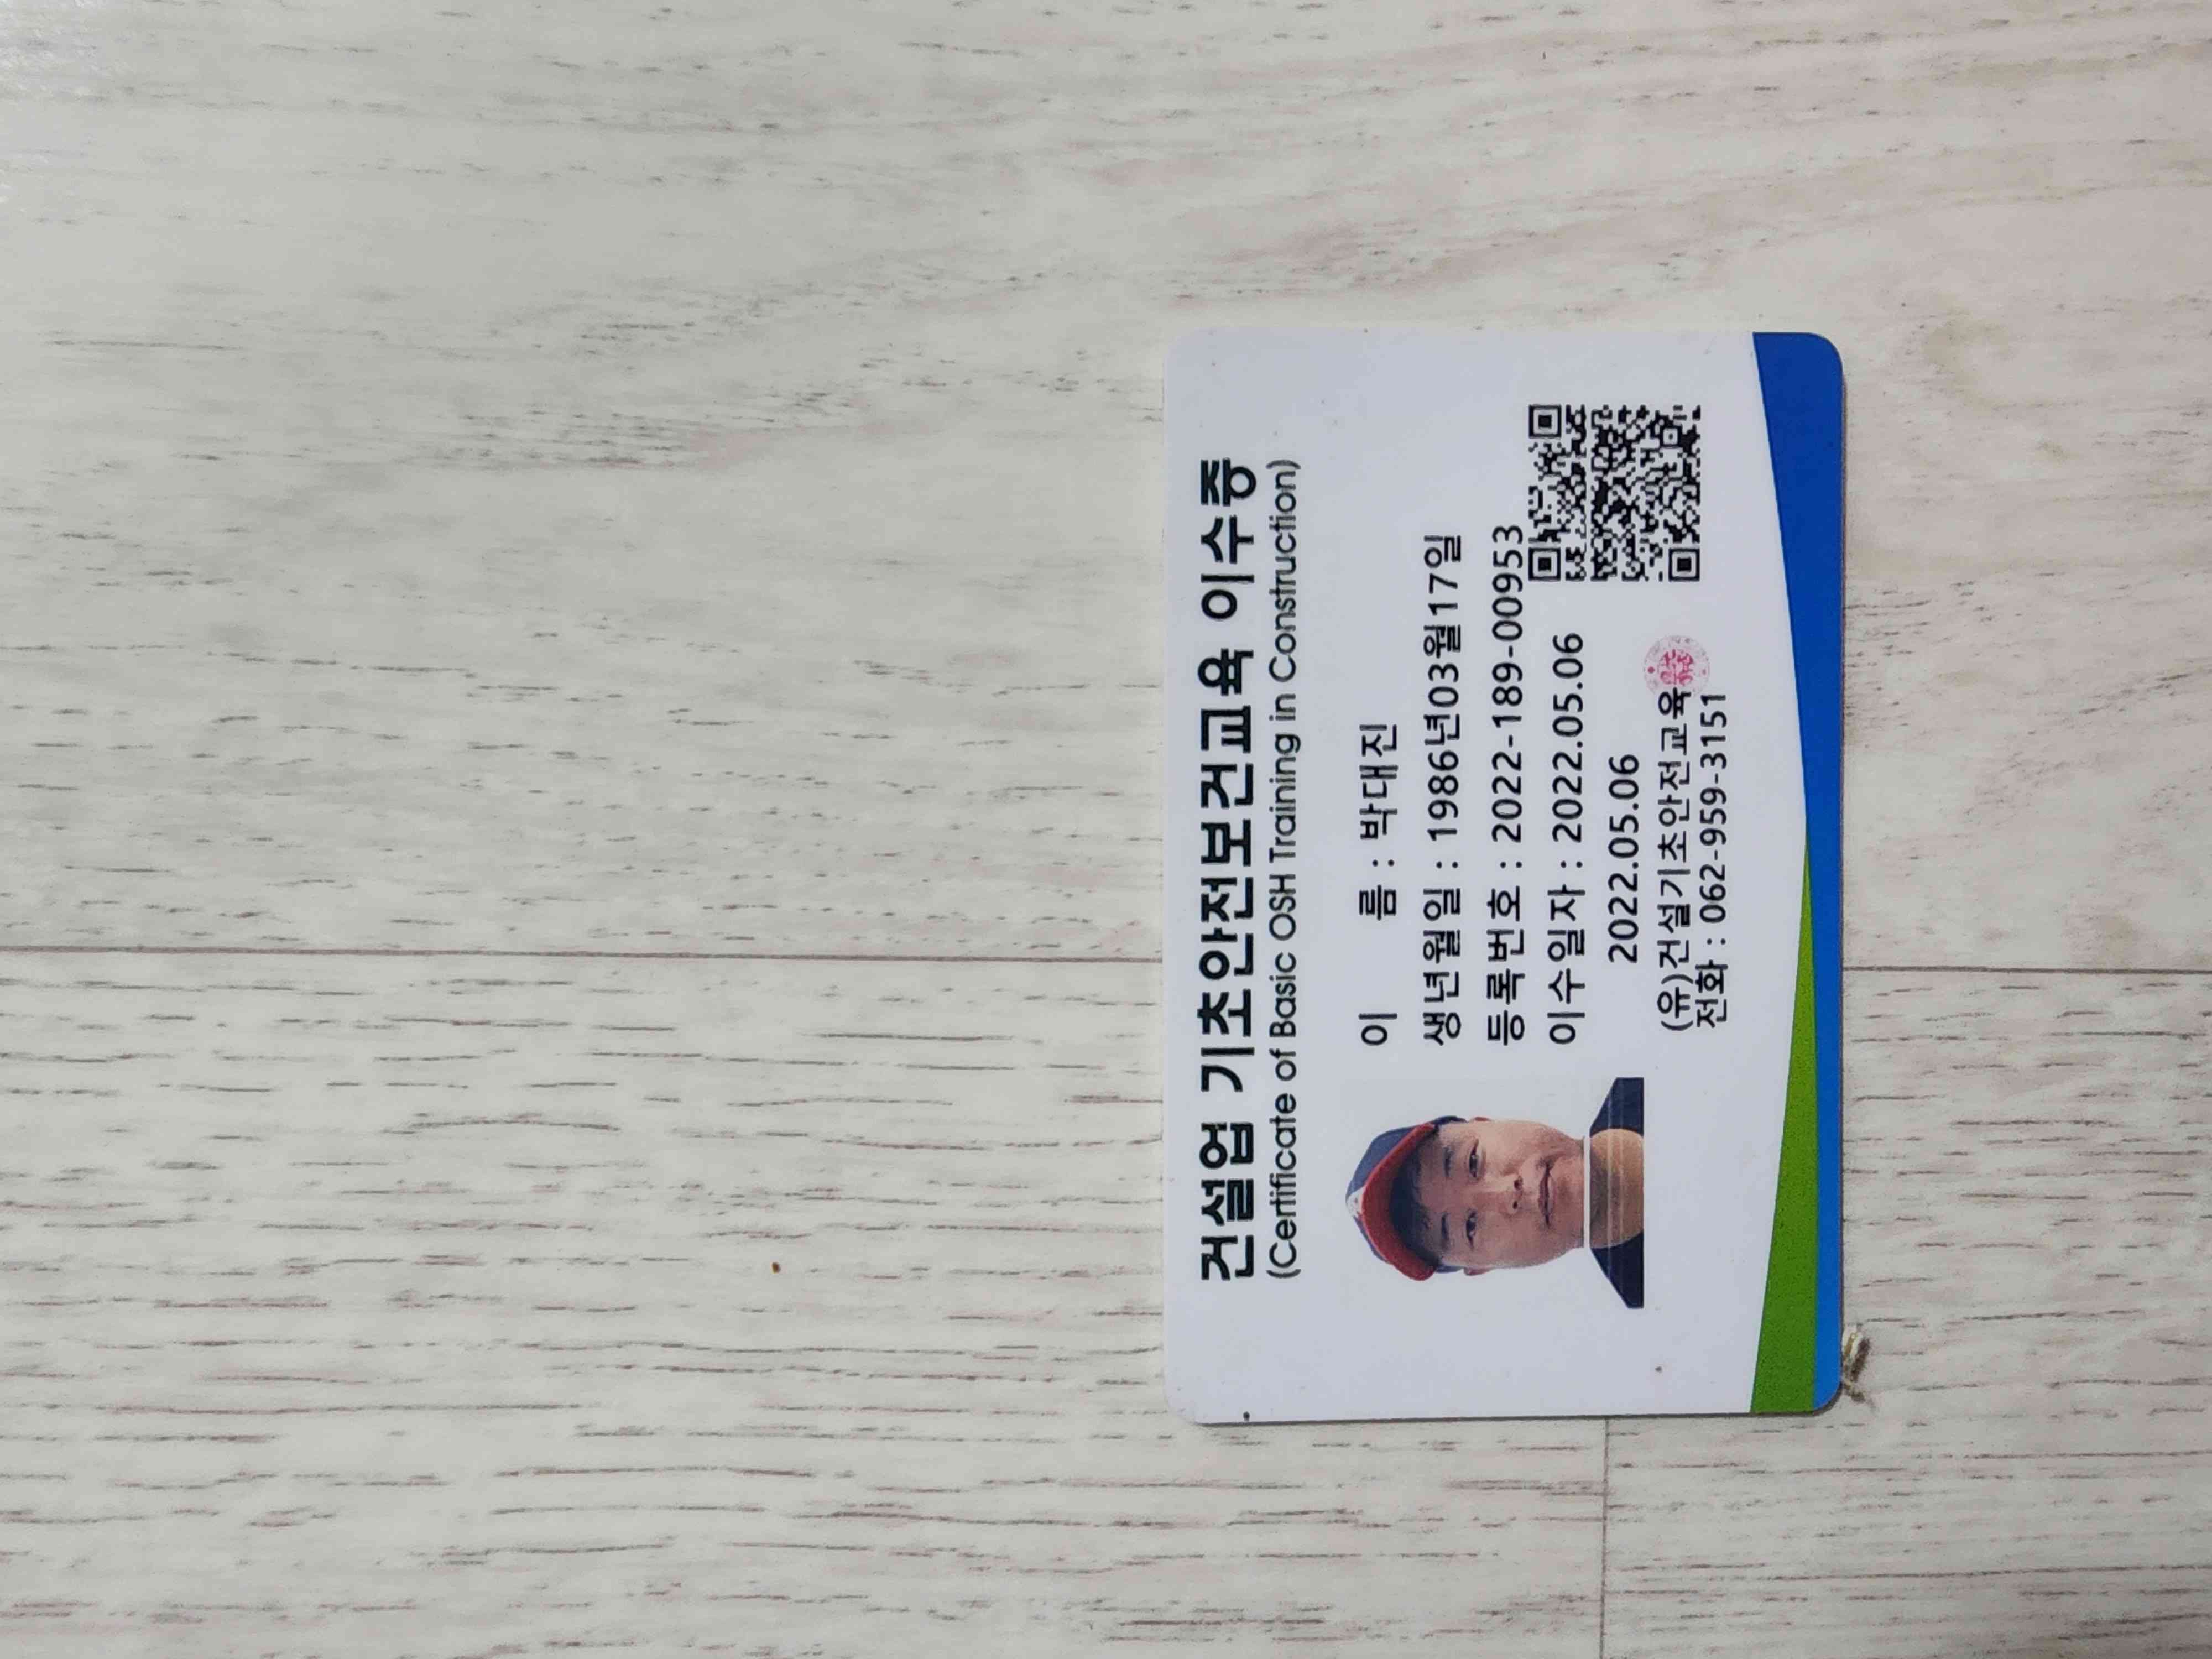 건설업 기초안전보건교육 이수증
(Certificate of Basic OSH Training in Construction)
이 름 : 박대진
생년월일 : 1986년03월17일
등록번호 : 2022-189-00953
이수일자 : 2022.05.06
2022.05.06
(유)건설기초안전교육
전화 : 062-959-3151